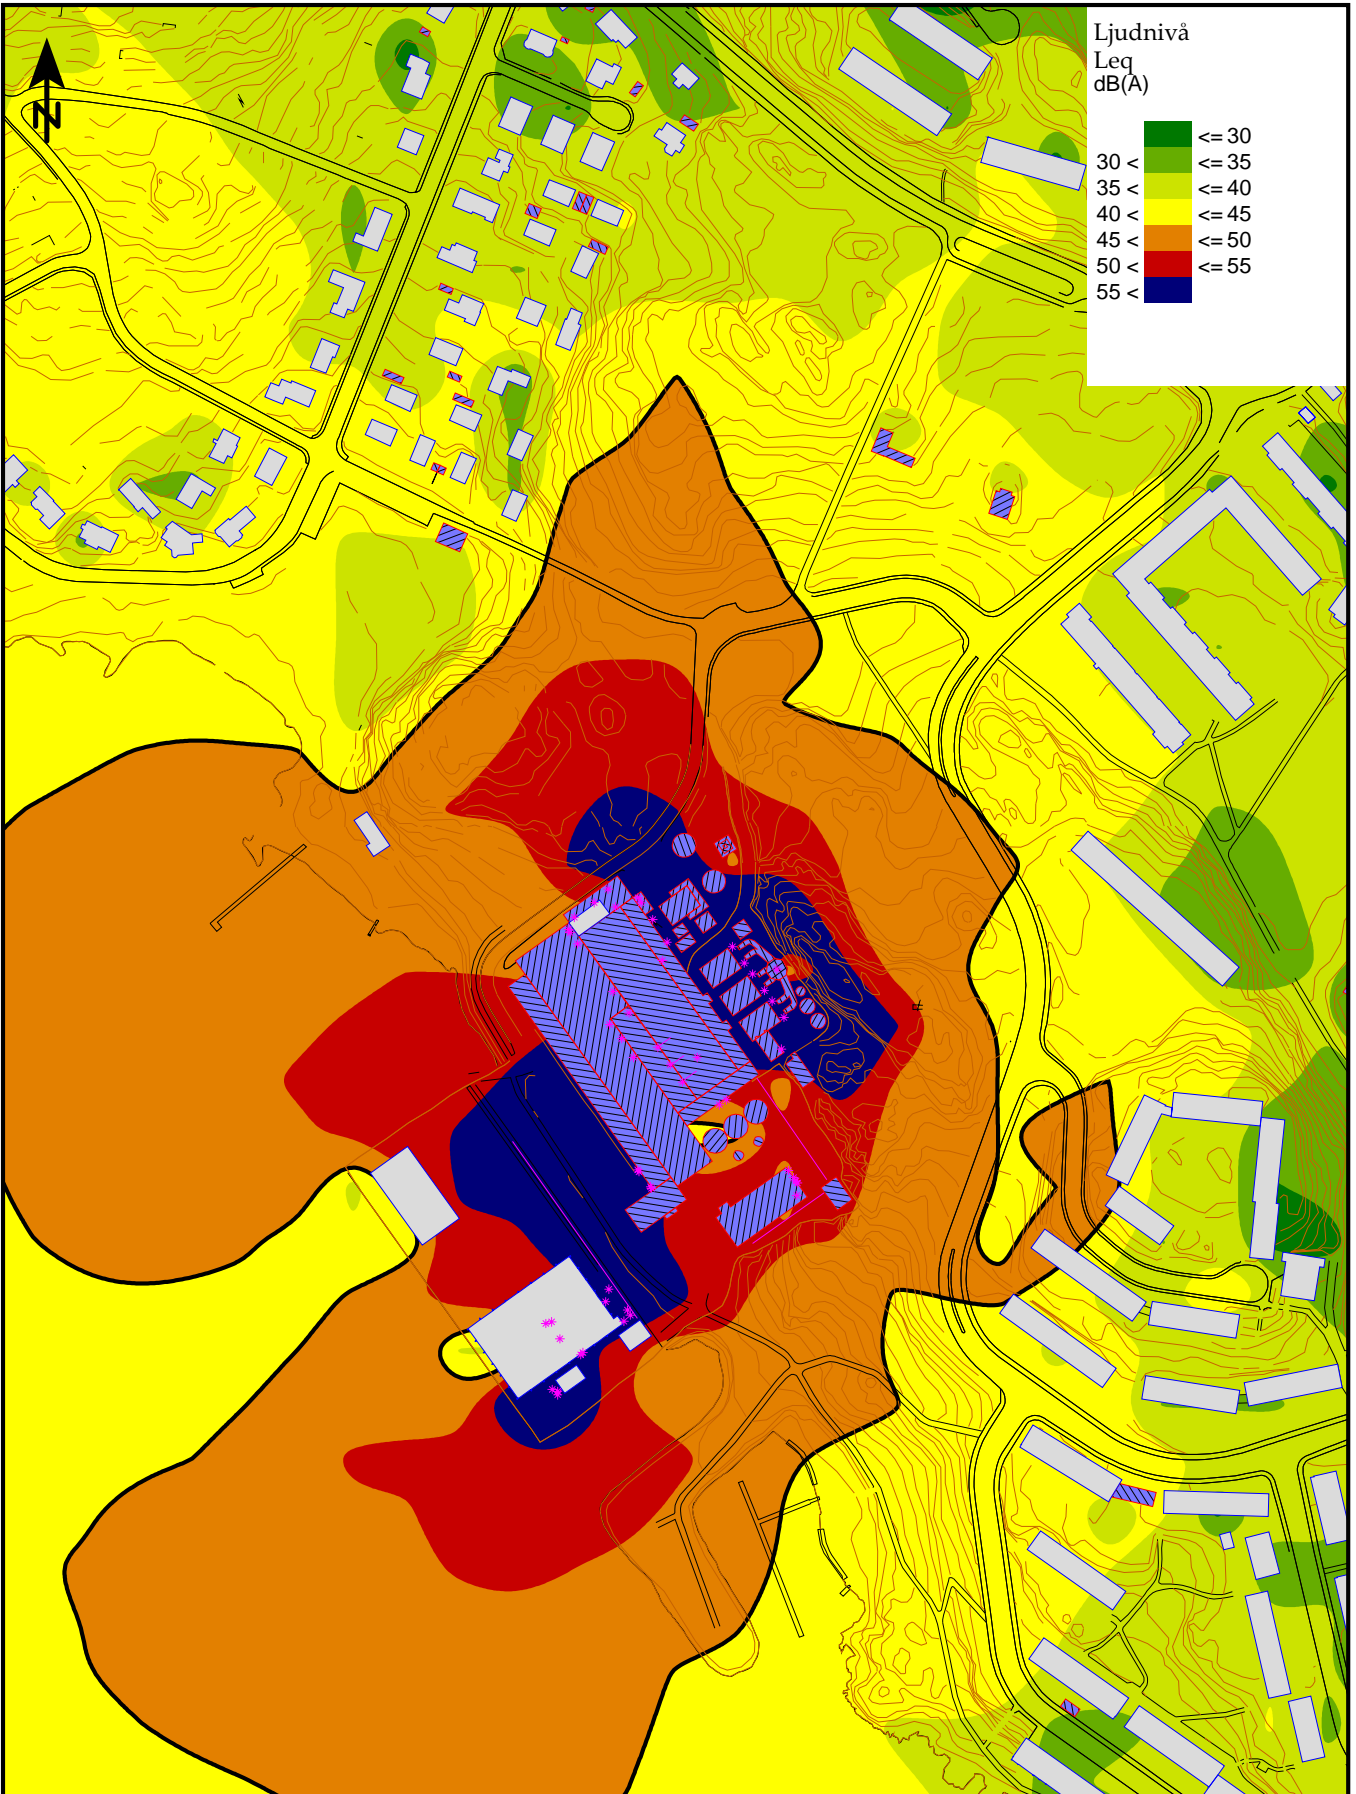 N
Ljudnivå
Leq
dB(A)
<= 30
30 < <= 35
35 < <= 40
40 < <= 45
45 < <= 50
50 < <= 55
55 <